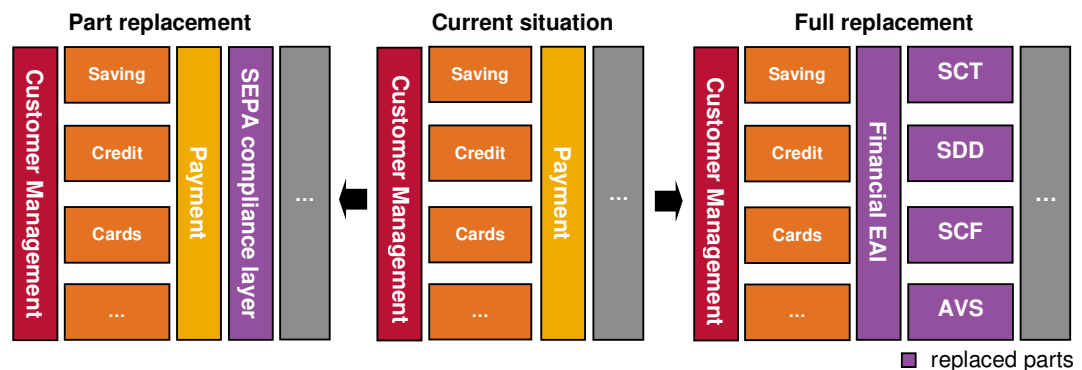 Part replacement
Customer Management
Saving
Credit
Cards
...
Payment
SEPA compliance layer
...
Current situation
Customer Management
Saving
Credit
Cards
...
Payment
...
Full replacement
Customer Management
Saving
Credit
Cards
...
Financial EAI
SCT
SDD
SCF
AVS
...
replaced parts